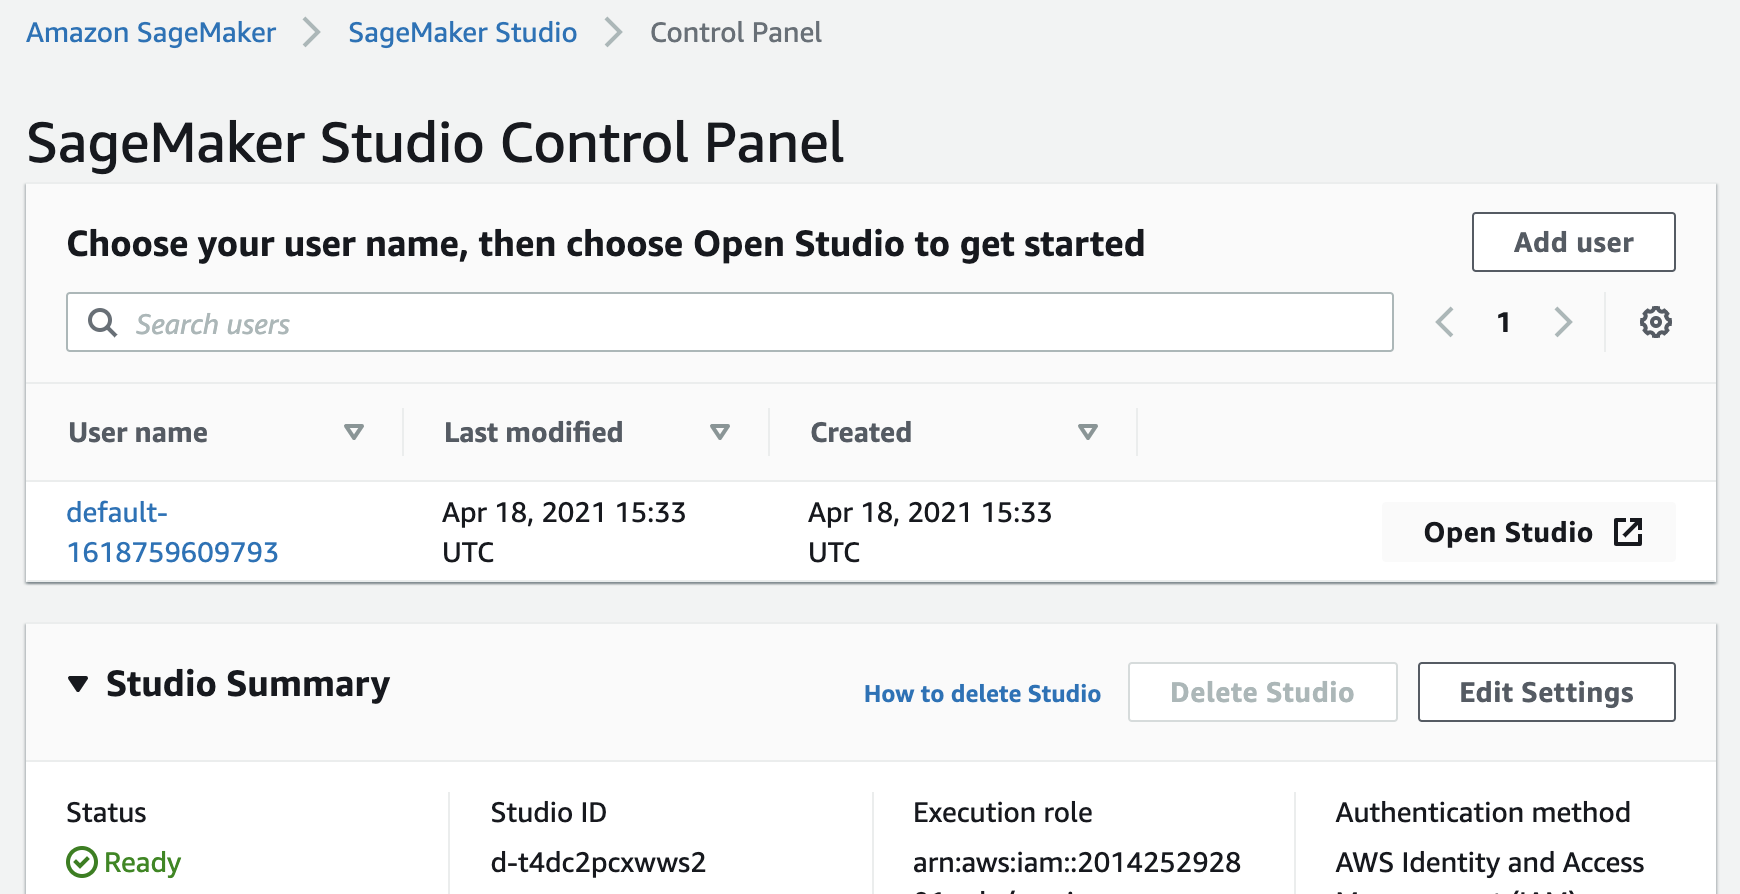 Amazon SageMaker > SageMaker Studio > Control Panel
SageMaker Studio Control Panel
Choose your user name, then choose Open Studio to get started
Add user
Search users
1
User name
Last modified
Created
default-
1618759609793
Apr 18, 2021 15:33
UTC
Apr 18, 2021 15:33
UTC
Open Studio
Studio Summary
How to delete Studio
Delete Studio
Edit Settings
Status
Ready
Studio ID
d-t4dc2pcxwws2
Execution role
arn:aws:iam::2014252928
Authentication method
AWS Identity and Access